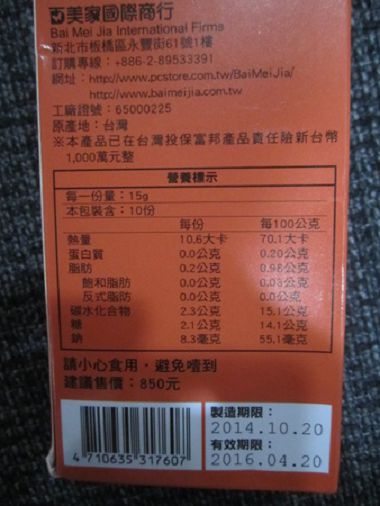 百美家國際商行
Bai Mei Jia International Firms
新北市板橋區永豐街61號1樓
訂購專線：+886-2-89533391
網址：http://www.pcstore.com.tw/BaiMeiJia/
http://www.baimeijia.com.tw
工廠證號：65000225
原產地：台灣
※本產品已在台灣投保富邦產品責任險新台幣
1,000萬元整
營養標示
每一份量：15g
本包裝含：10份
每份 每100公克
熱量 10.6大卡 70.1大卡
蛋白質 0.0公克 0.20公克
脂肪 0.2公克 0.98公克
飽和脂肪 0.0公克 0.03公克
反式脂肪 0.0公克 0.0公克
碳水化合物 2.3公克 15.1公克
糖 2.1公克 14.1公克
鈉 8.3毫克 55.1毫克
請小心食用，避免噎到
建議售價：850元
製造期限：
2014.10.20
有效期限：
2016.04.20
4 710635 317607